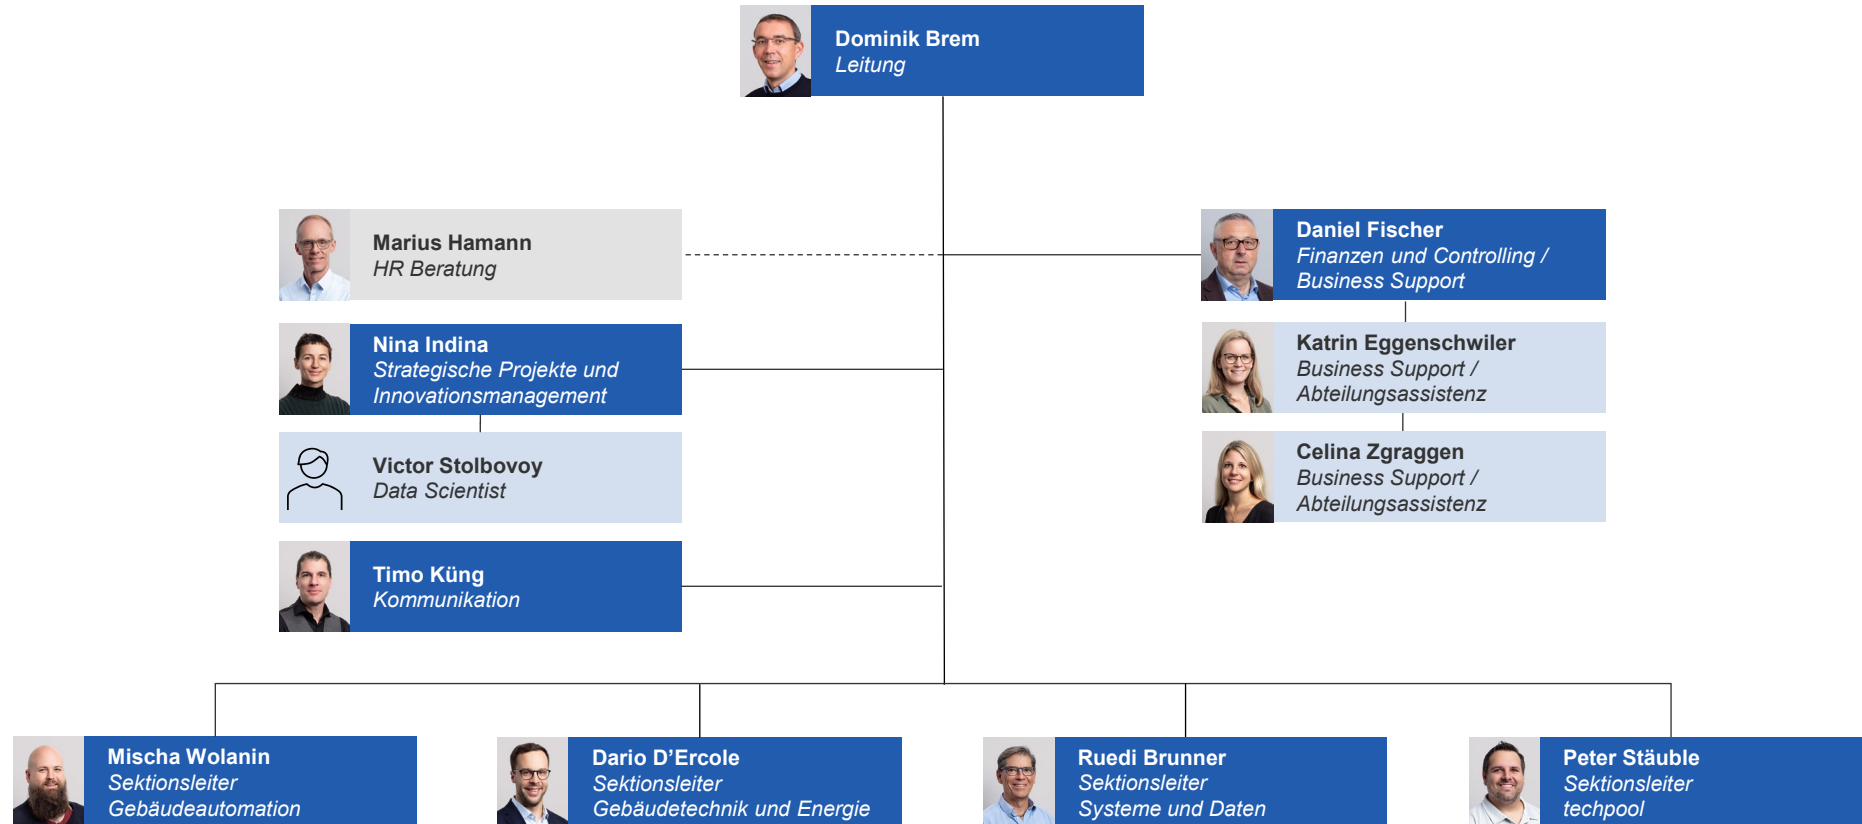 Dominik Brem
Leitung
Marius Hamann
HR Beratung
Daniel Fischer
Finanzen und Controlling /
Business Support
Nina Indina
Strategische Projekte und
Innovationsmanagement
Katrin Eggenschwiler
Business Support /
Abteilungsassistenz
Victor Stolbovoy
Data Scientist
Celina Zgraggen
Business Support /
Abteilungsassistenz
Timo Küng
Kommunikation
Mischa Wolanin
Sektionsleiter
Gebäudeautomation
Dario D’Ercole
Sektionsleiter
Gebäudetechnik und Energie
Ruedi Brunner
Sektionsleiter
Systeme und Daten
Peter Stäuble
Sektionsleiter
techpool